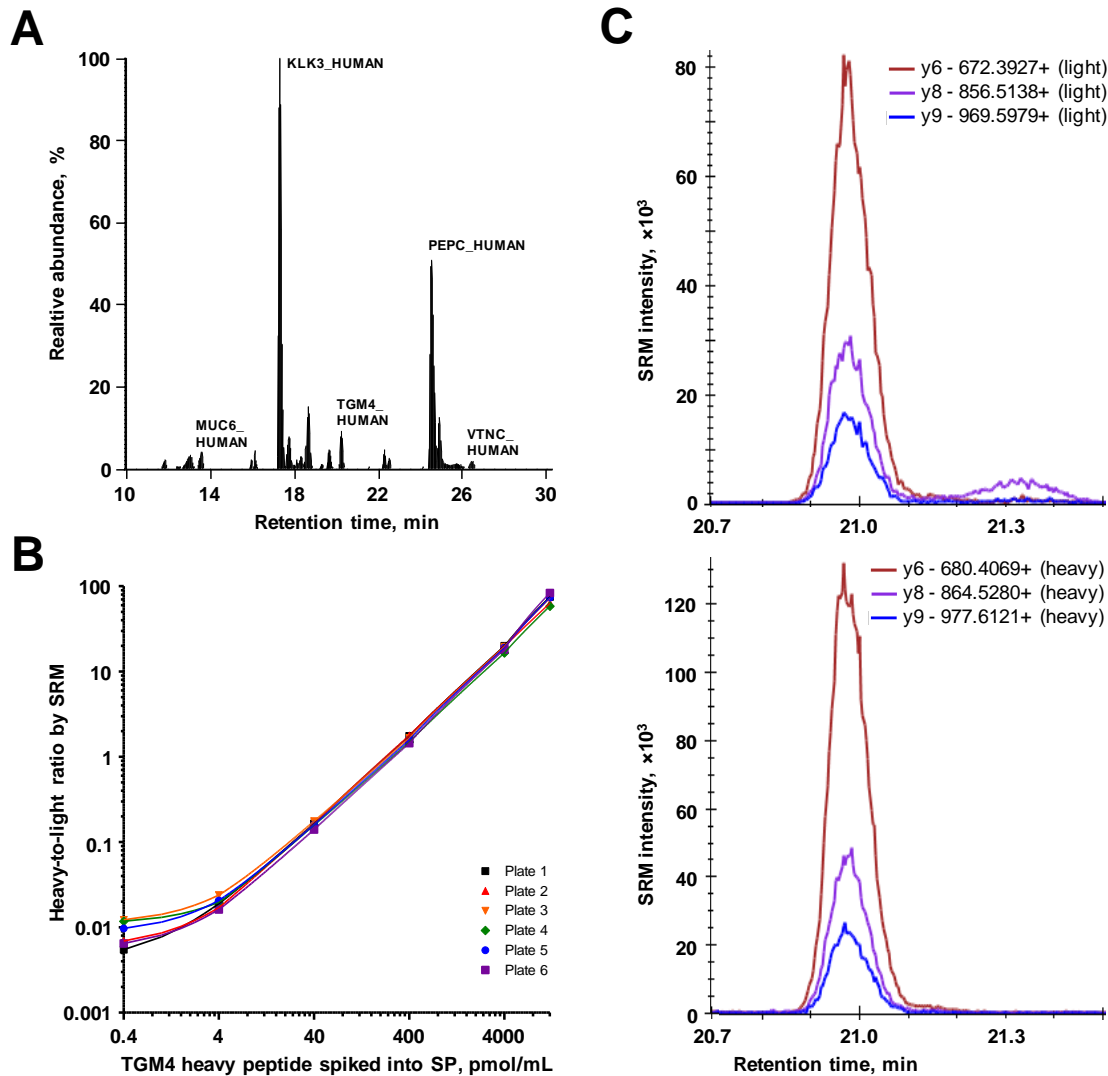 A
100
80
60
40
20
0
Realtive abundance, %
KLK3_HUMAN
PEPC_HUMAN
MUC6_
HUMAN
TGM4_
HUMAN
VTNC_
HUMAN
10 14 18 22 26 30
Retention time, min
B
100
10
1
0.1
0.01
0.001
Heavy-to-light ratio by SRM
Plate 1
Plate 2
Plate 3
Plate 4
Plate 5
Plate 6
0.4 4 40 400 4000
TGM4 heavy peptide spiked into SP, pmol/mL
C
80
60
40
20
0
SRM intensity, ×10³
y6 - 672.3927+ (light)
y8 - 856.5138+ (light)
y9 - 969.5979+ (light)
20.7 21.0 21.3
120
100
80
60
40
20
0
SRM intensity, ×10³
y6 - 680.4069+ (heavy)
y8 - 864.5280+ (heavy)
y9 - 977.6121+ (heavy)
20.7 21.0 21.3
Retention time, min